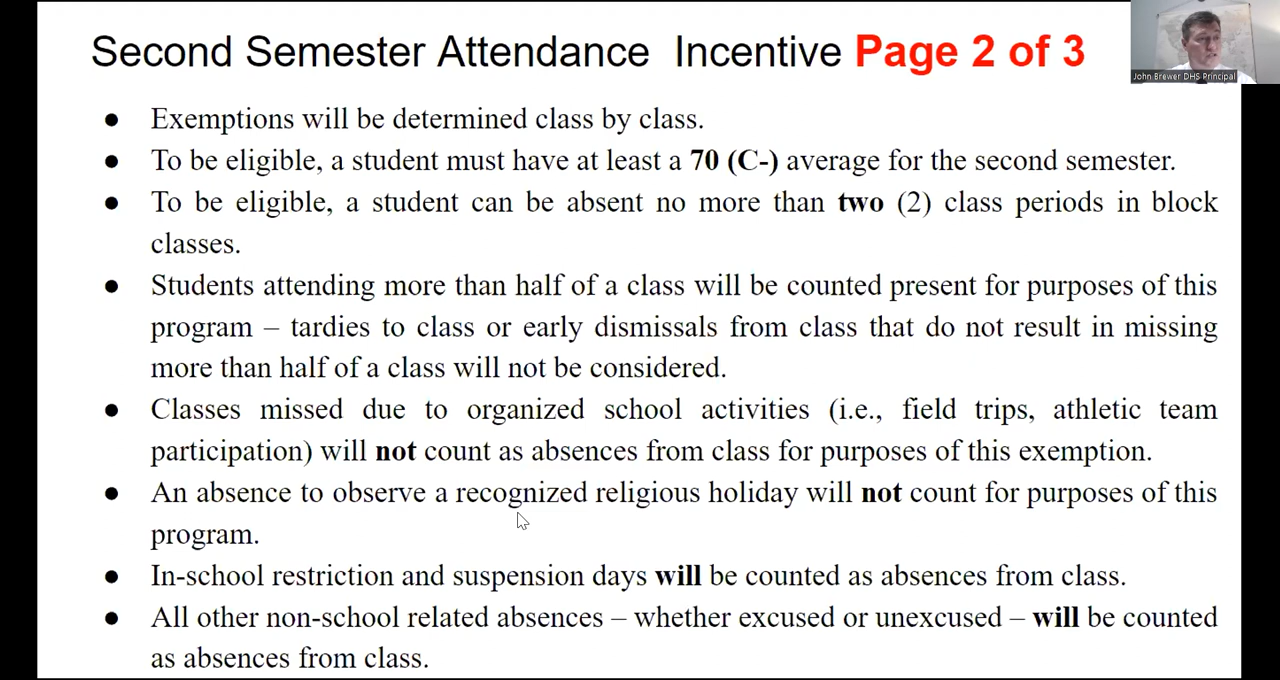 Second Semester Attendance Incentive Page 2 of 3
John Brewer DHS Principal
● Exemptions will be determined class by class.
● To be eligible, a student must have at least a 70 (C-) average for the second semester.
● To be eligible, a student can be absent no more than two (2) class periods in block
classes.
● Students attending more than half of a class will be counted present for purposes of this
program – tardies to class or early dismissals from class that do not result in missing
more than half of a class will not be considered.
● Classes missed due to organized school activities (i.e., field trips, athletic team
participation) will not count as absences from class for purposes of this exemption.
● An absence to observe a recognized religious holiday will not count for purposes of this
program.
● In-school restriction and suspension days will be counted as absences from class.
● All other non-school related absences – whether excused or unexcused – will be counted
as absences from class.